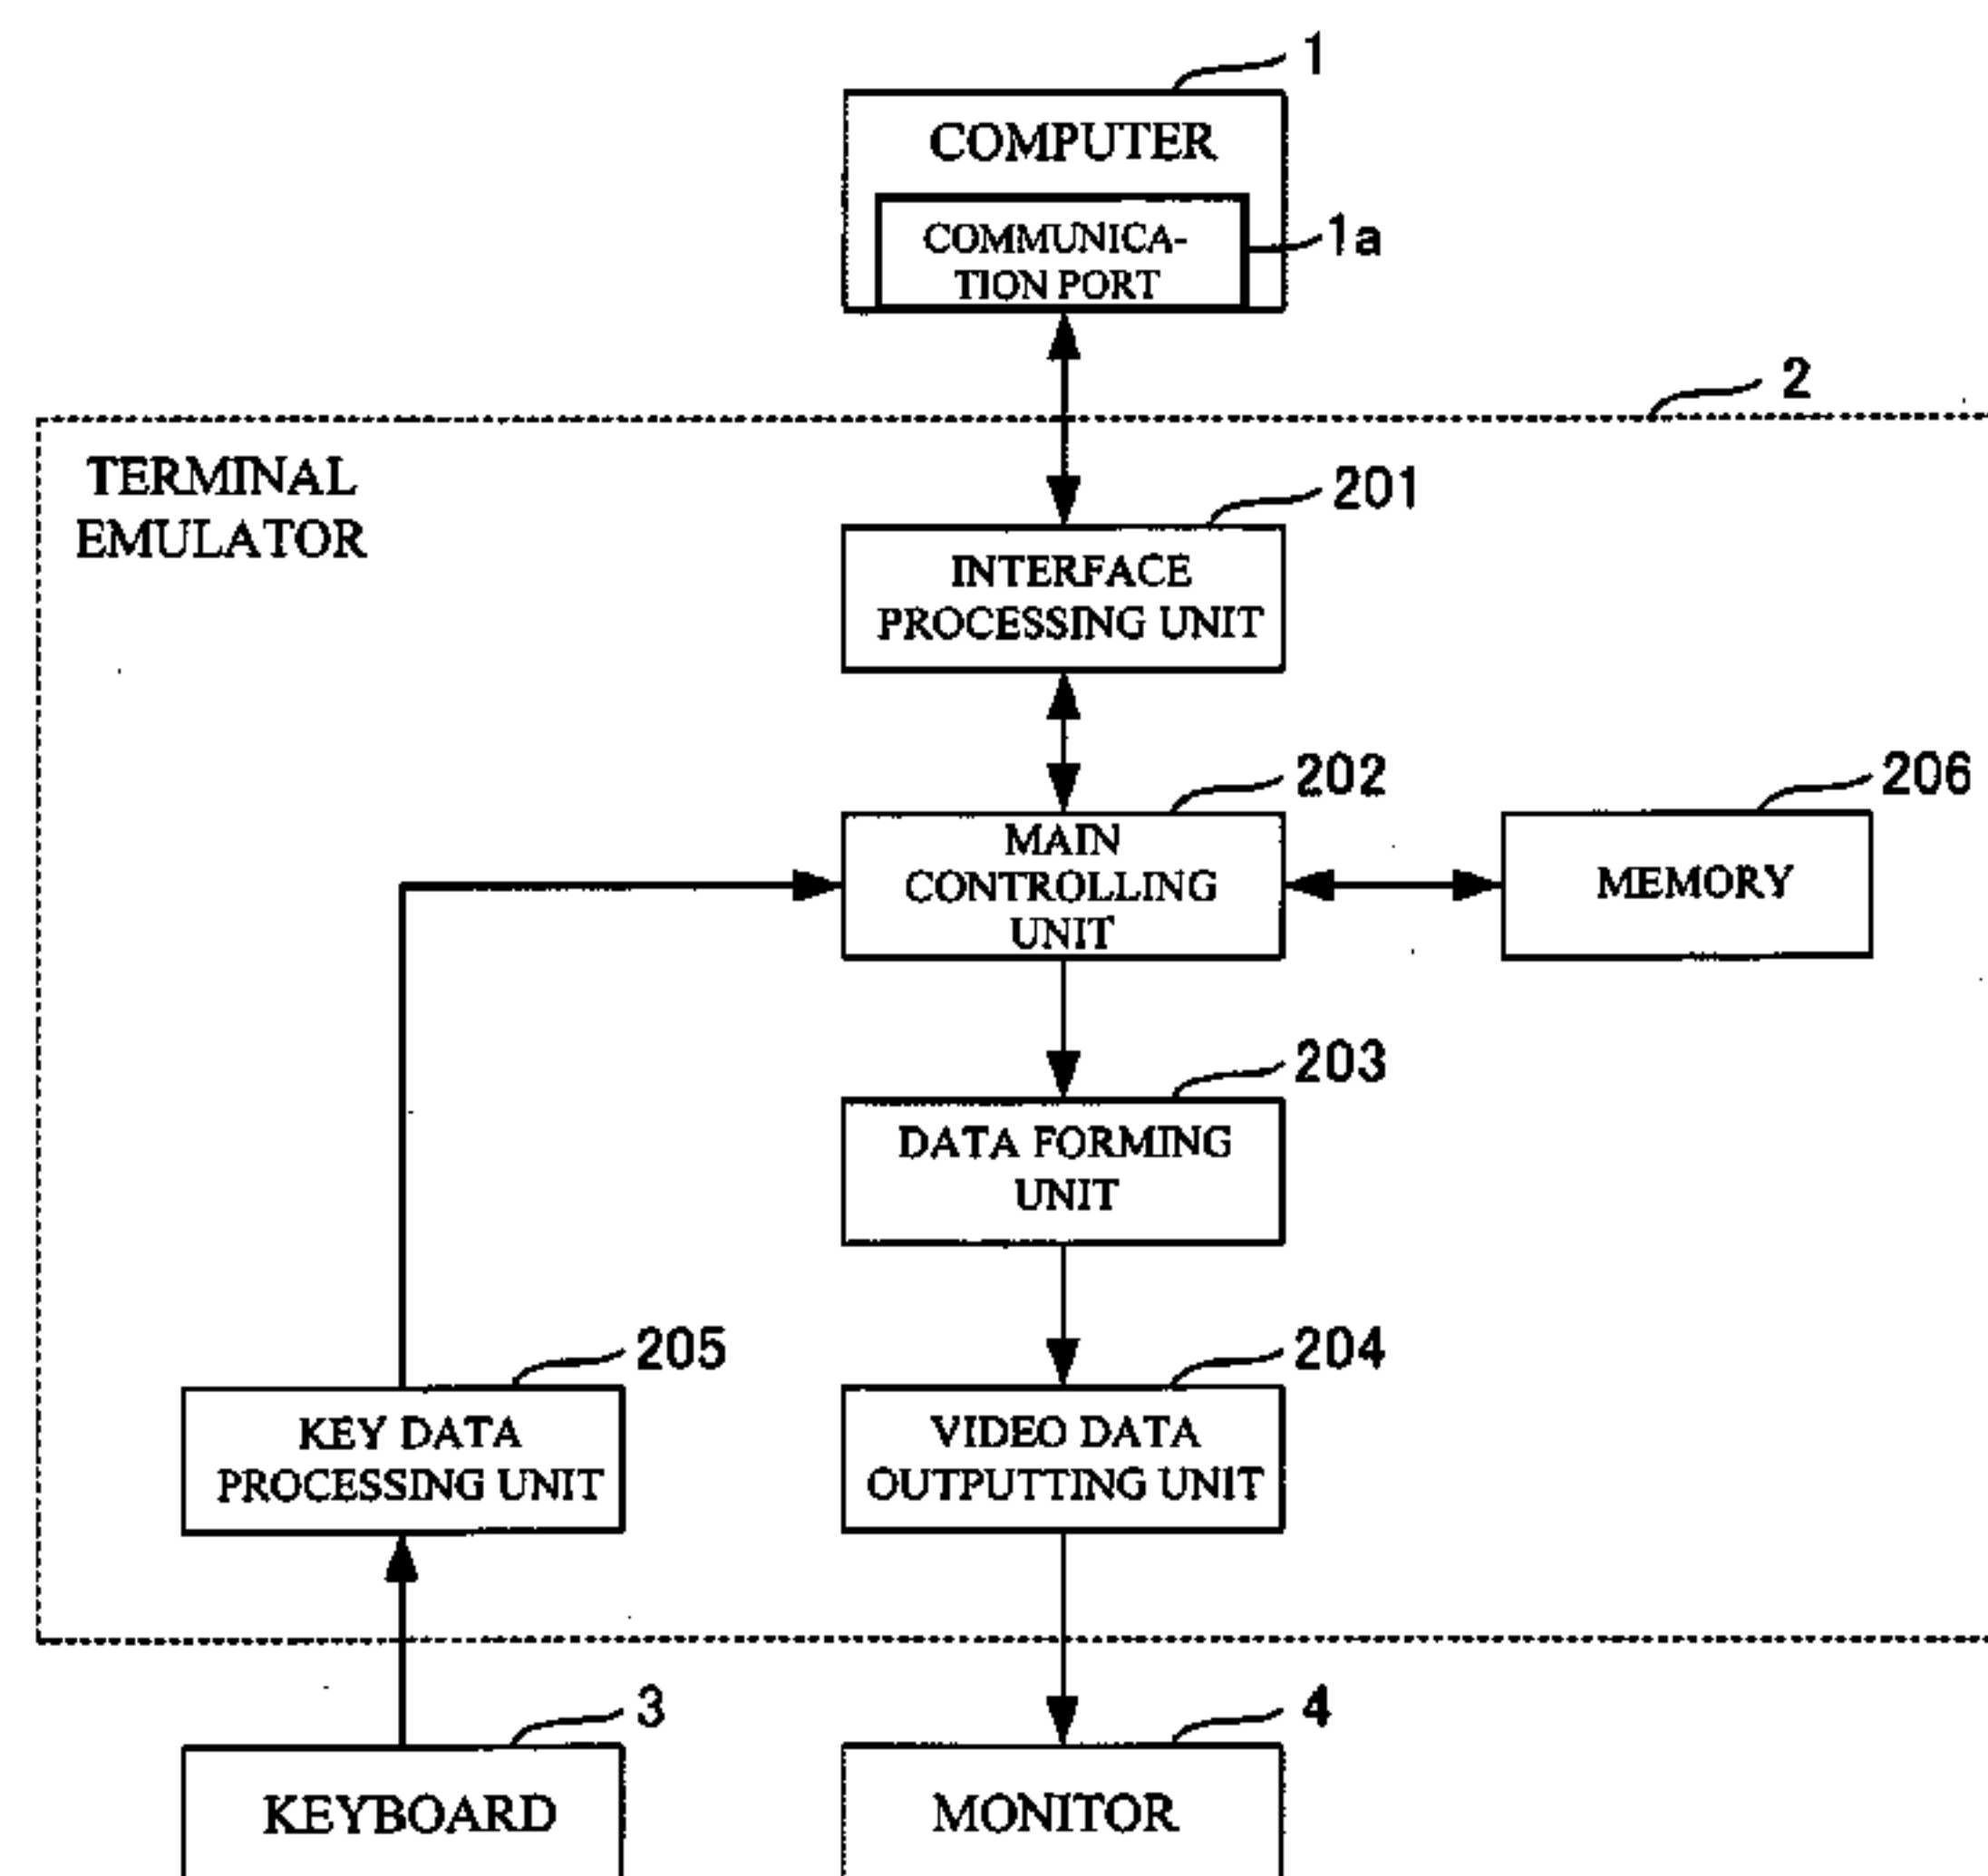 1
COMPUTER
COMMUNICA-
TION PORT
1a
2
TERMINAL
EMULATOR
201
INTERFACE
PROCESSING UNIT
202
MAIN
CONTROLLING
UNIT
206
MEMORY
203
DATA FORMING
UNIT
205
KEY DATA
PROCESSING UNIT
204
VIDEO DATA
OUTPUTTING UNIT
3
KEYBOARD
4
MONITOR